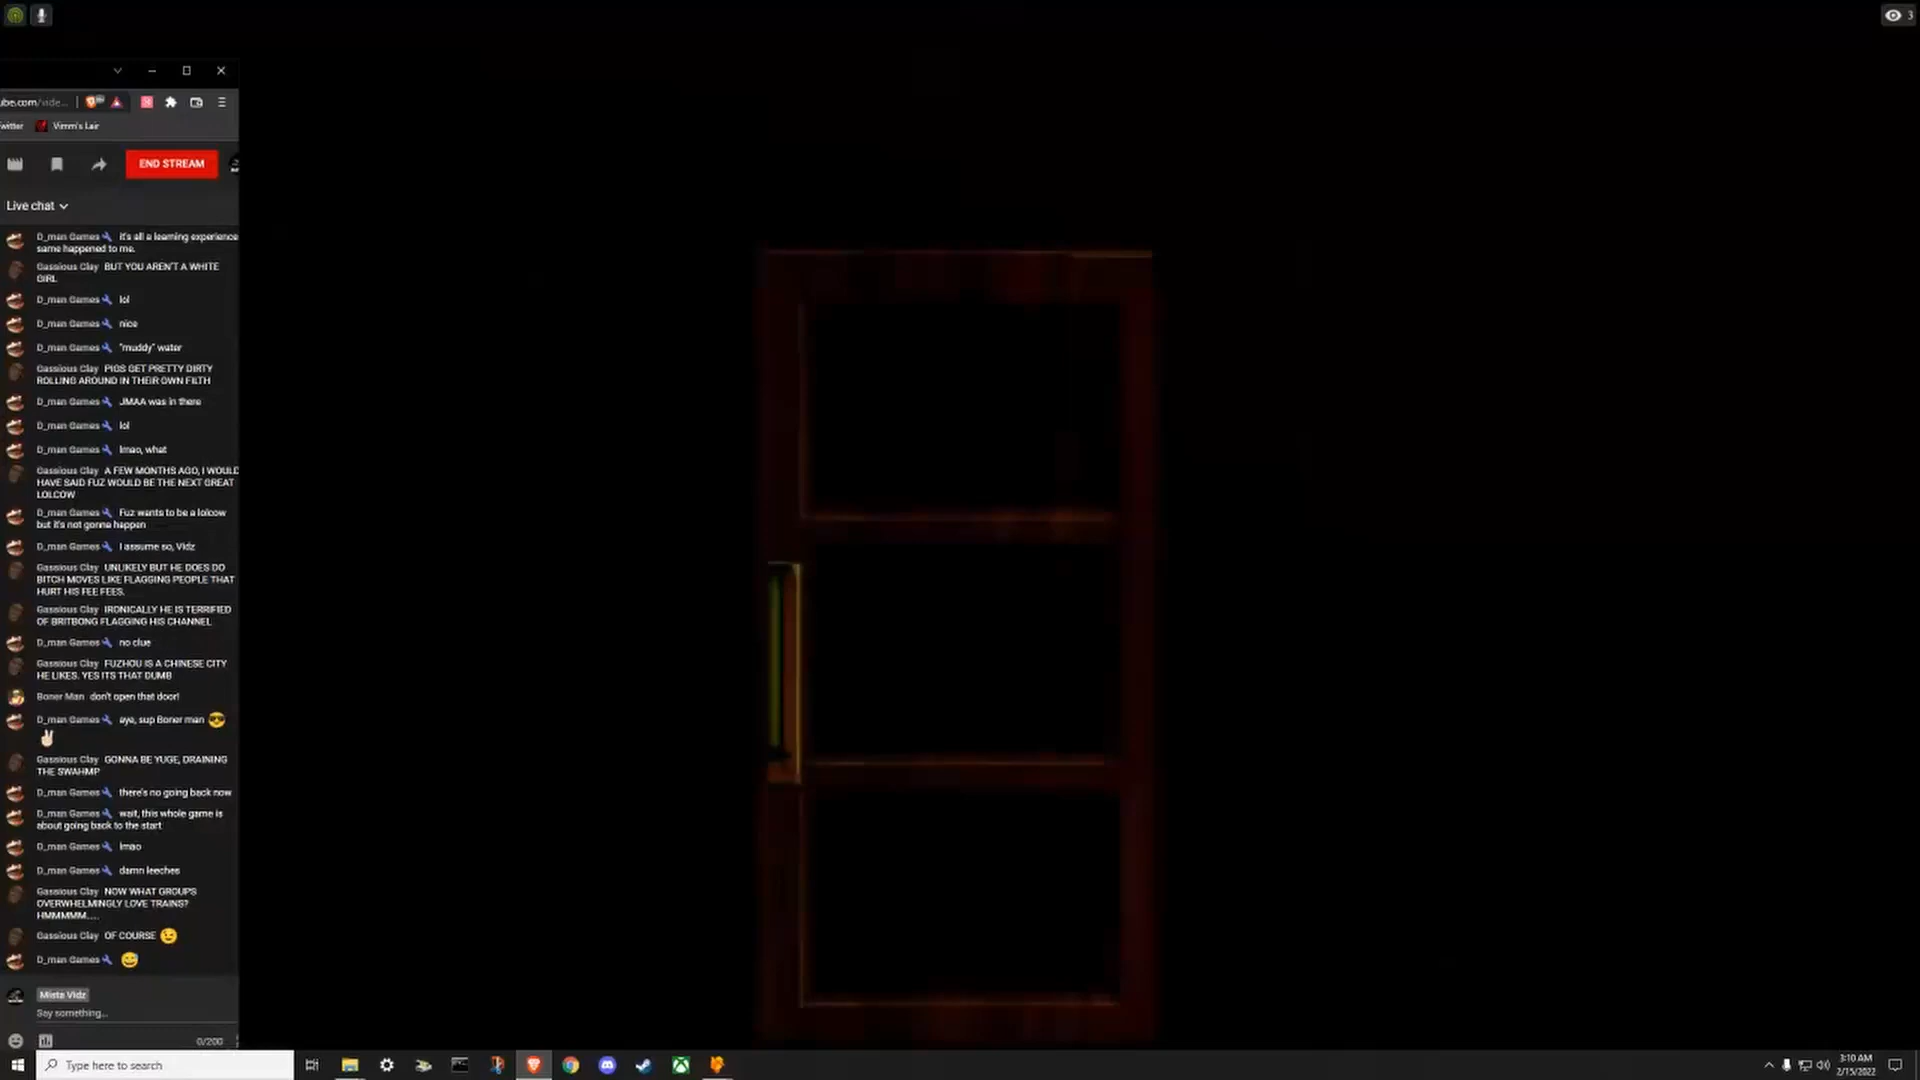 3
ube.com/vide...
witter Vimm's Lair
END STREAM
Live chat
D_man Games it's all a learning experience
same happened to me.
Gassious Clay BUT YOU AREN'T A WHITE
GIRL
D_man Games lol
D_man Games nice
D_man Games "muddy" water
Gassious Clay PIGS GET PRETTY DIRTY
ROLLING AROUND IN THEIR OWN FILTH
D_man Games JMAA was in there
D_man Games lol
D_man Games lmao, what
Gassious Clay A FEW MONTHS AGO, I WOULD
HAVE SAID FUZ WOULD BE THE NEXT GREAT
LOLCOW
D_man Games Fuz wants to be a lolcow
but it's not gonna happen
D_man Games I assume so, Vidz
Gassious Clay UNLIKELY BUT HE DOES DO
BITCH MOVES LIKE FLAGGING PEOPLE THAT
HURT HIS FEE FEES.
Gassious Clay IRONICALLY HE IS TERRIFIED
OF BRITBONG FLAGGING HIS CHANNEL
D_man Games no clue
Gassious Clay FUZHOU IS A CHINESE CITY
HE LIKES. YES ITS THAT DUMB
Boner Man don't open that door!
D_man Games aye, sup Boner man 😎
✌🏻
Gassious Clay GONNA BE YUGE, DRAINING
THE SWAHMP
D_man Games there's no going back now
D_man Games wait, this whole game is
about going back to the start
D_man Games lmao
D_man Games damn leeches
Gassious Clay NOW WHAT GROUPS
OVERWHELMINGLY LOVE TRAINS?
HMMMMM.....
Gassious Clay OF COURSE 😉
D_man Games 😅
Mista Vidz
Say something...
0/200
Type here to search
3:10 AM
2/15/2022